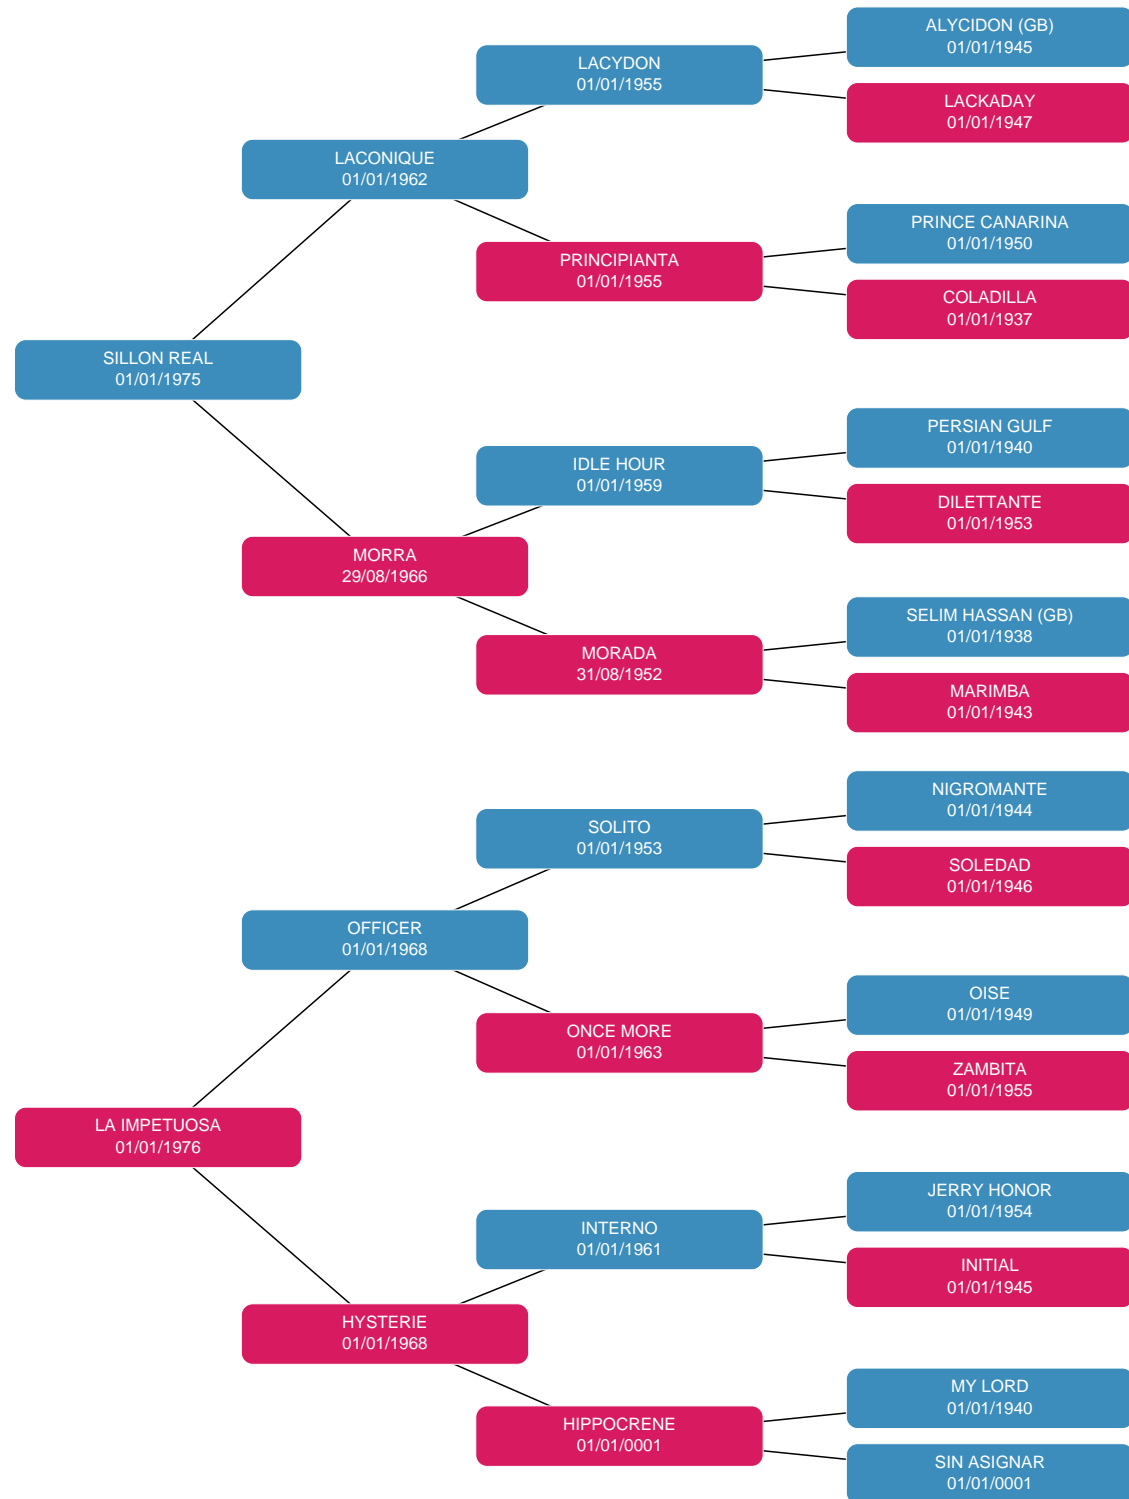 ALYCIDON (GB)
01/01/1945
LACYDON
01/01/1955
LACKADAY
01/01/1947
LACONIQUE
01/01/1962
PRINCE CANARINA
01/01/1950
PRINCIPIANTA
01/01/1955
COLADILLA
01/01/1937
SILLON REAL
01/01/1975
PERSIAN GULF
01/01/1940
IDLE HOUR
01/01/1959
DILETTANTE
01/01/1953
MORRA
29/08/1966
SELIM HASSAN (GB)
01/01/1938
MORADA
31/08/1952
MARIMBA
01/01/1943
NIGROMANTE
01/01/1944
SOLITO
01/01/1953
SOLEDAD
01/01/1946
OFFICER
01/01/1968
OISE
01/01/1949
ONCE MORE
01/01/1963
ZAMBITA
01/01/1955
LA IMPETUOSA
01/01/1976
JERRY HONOR
01/01/1954
INTERNO
01/01/1961
INITIAL
01/01/1945
HYSTERIE
01/01/1968
MY LORD
01/01/1940
HIPPOCRENE
01/01/0001
SIN ASIGNAR
01/01/0001